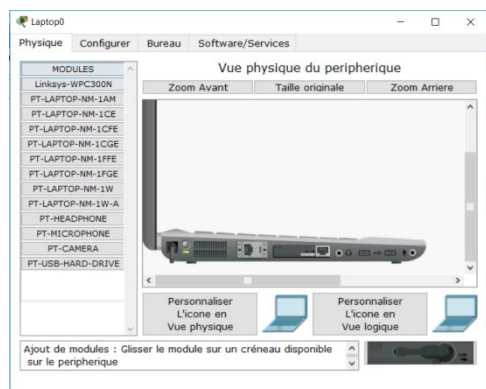 Laptop0
Physique Configurer Bureau Software/Services
MODULES
Linksys-WPC300N
PT-LAPTOP-NM-1AM
PT-LAPTOP-NM-1CE
PT-LAPTOP-NM-1CFE
PT-LAPTOP-NM-1CGE
PT-LAPTOP-NM-1FFE
PT-LAPTOP-NM-1FGE
PT-LAPTOP-NM-1W
PT-LAPTOP-NM-1W-A
PT-HEADPHONE
PT-MICROPHONE
PT-CAMERA
PT-USB-HARD-DRIVE
Vue physique du peripherique
Zoom Avant Taille originale Zoom Arriere
Personnaliser
L'icone en
Vue physique
Personnaliser
L'icone en
Vue logique
Ajout de modules : Glisser le module sur un créneau disponible
sur le peripherique